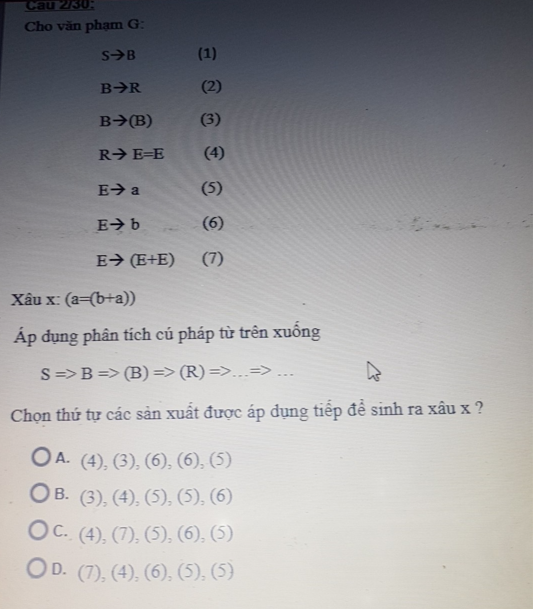 Câu 2/30:
Cho văn phạm G:
S→B (1)
B→R (2)
B→(B) (3)
R→ E=E (4)
E→ a (5)
E→ b (6)
E→ (E+E) (7)
Xâu x: (a=(b+a))
Áp dụng phân tích cú pháp từ trên xuống
S => B => (B) => (R) =>…=> …
Chọn thứ tự các sản xuất được áp dụng tiếp để sinh ra xâu x ?
A. (4), (3), (6), (6), (5)
B. (3), (4), (5), (5), (6)
C. (4), (7), (5), (6), (5)
D. (7), (4), (6), (5), (5)